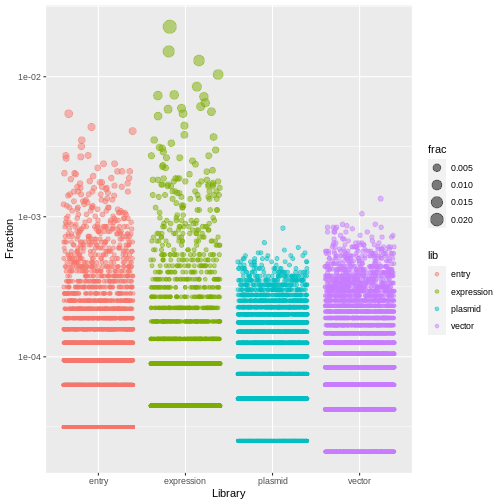 1e-02
1e-03
1e-04
Fraction
entry expression plasmid vector
Library
frac
0.005
0.010
0.015
0.020
lib
entry
expression
plasmid
vector